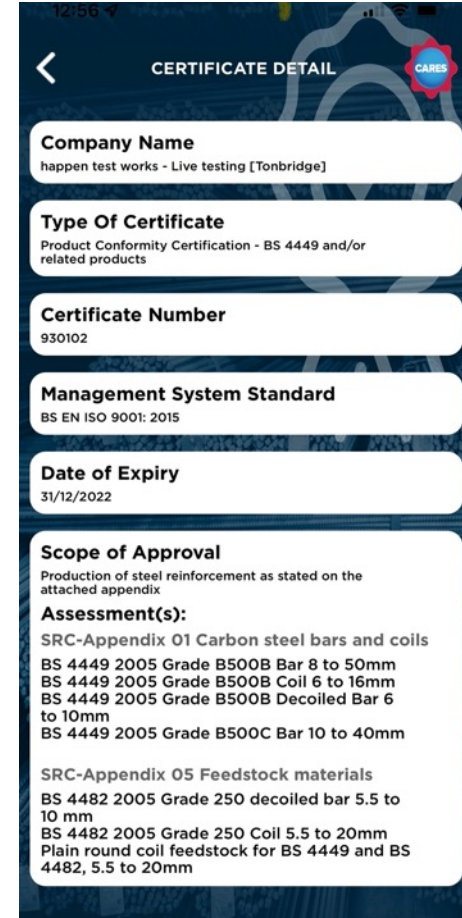 12:56
CERTIFICATE DETAIL
CARES
Company Name
happen test works - Live testing [Tonbridge]
Type Of Certificate
Product Conformity Certification - BS 4449 and/or
related products
Certificate Number
930102
Management System Standard
BS EN ISO 9001: 2015
Date of Expiry
31/12/2022
Scope of Approval
Production of steel reinforcement as stated on the
attached appendix
Assessment(s):
SRC-Appendix 01 Carbon steel bars and coils
BS 4449 2005 Grade B500B Bar 8 to 50mm
BS 4449 2005 Grade B500B Coil 6 to 16mm
BS 4449 2005 Grade B500B Decoiled Bar 6
to 10mm
BS 4449 2005 Grade B500C Bar 10 to 40mm
SRC-Appendix 05 Feedstock materials
BS 4482 2005 Grade 250 decoiled bar 5.5 to
10 mm
BS 4482 2005 Grade 250 Coil 5.5 to 20mm
Plain round coil feedstock for BS 4449 and BS
4482, 5.5 to 20mm